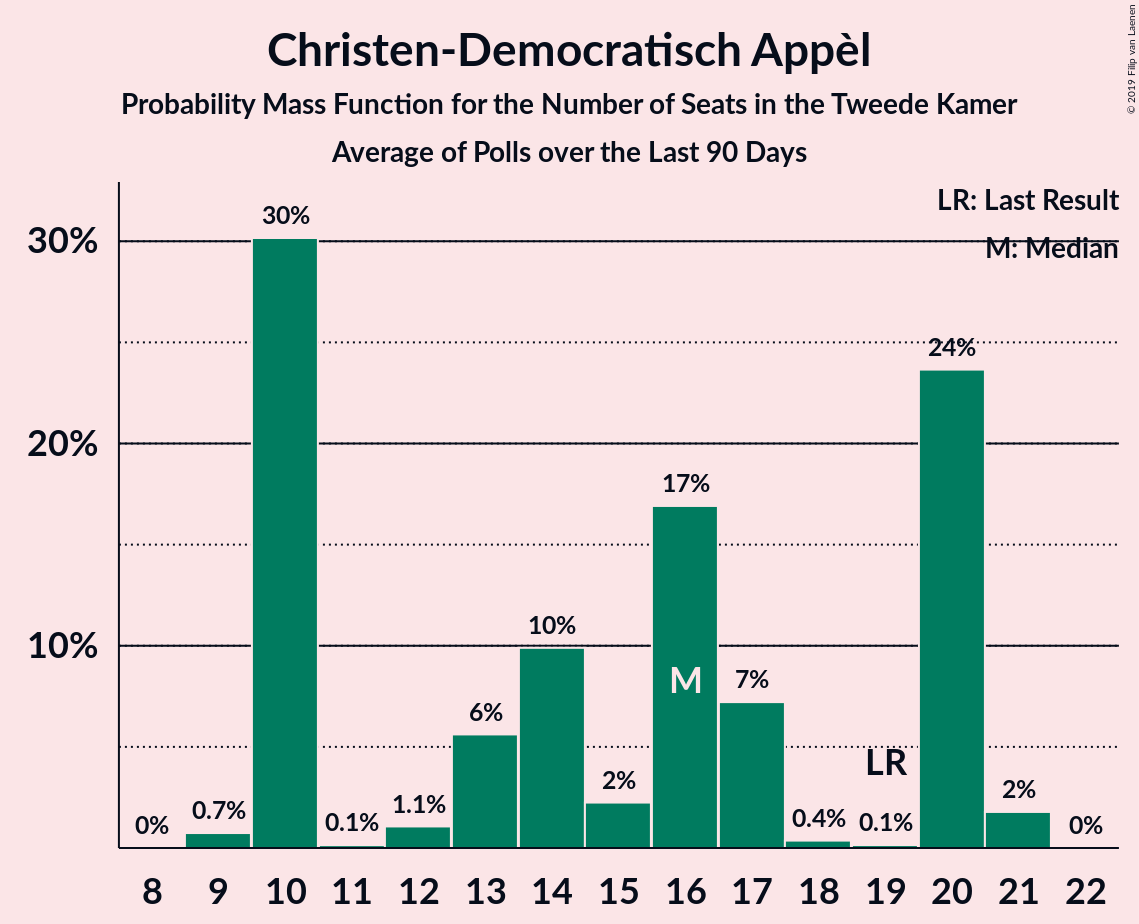 Christen-Democratisch Appèl
Probability Mass Function for the Number of Seats in the Tweede Kamer
Average of Polls over the Last 90 Days
© 2019 Filip van Laenen
LR: Last Result
M: Median
30%
20%
10%
0%
0.7%
30%
0.1%
1.1%
6%
10%
2%
17%
7%
0.4%
0.1%
24%
2%
0%
M
LR
8 9 10 11 12 13 14 15 16 17 18 19 20 21 22